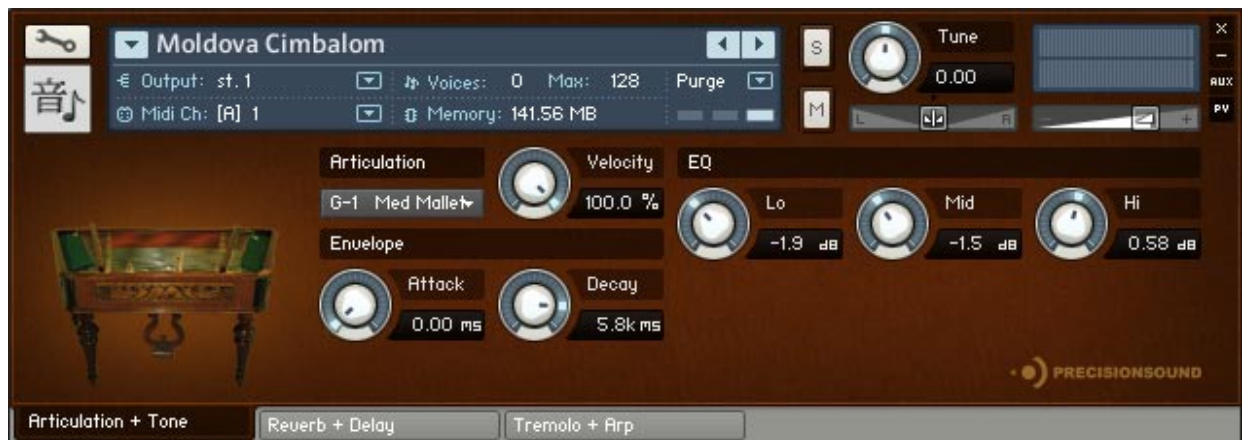 Moldova Cimbalom
S
Tune
0.00
×
–
AUX
PV
Output: st. 1
Voices: 0 Max: 128
Purge
音
Midi Ch: [A] 1
Memory: 141.56 MB
M
L R
- +
Articulation
Velocity
EQ
G-1 Med Mallet
100.0 %
Lo
-1.9 dB
Mid
-1.5 dB
Hi
0.58 dB
Envelope
Attack
0.00 ms
Decay
5.8k ms
PRECISIONSOUND
Articulation + Tone
Reverb + Delay
Tremolo + Arp